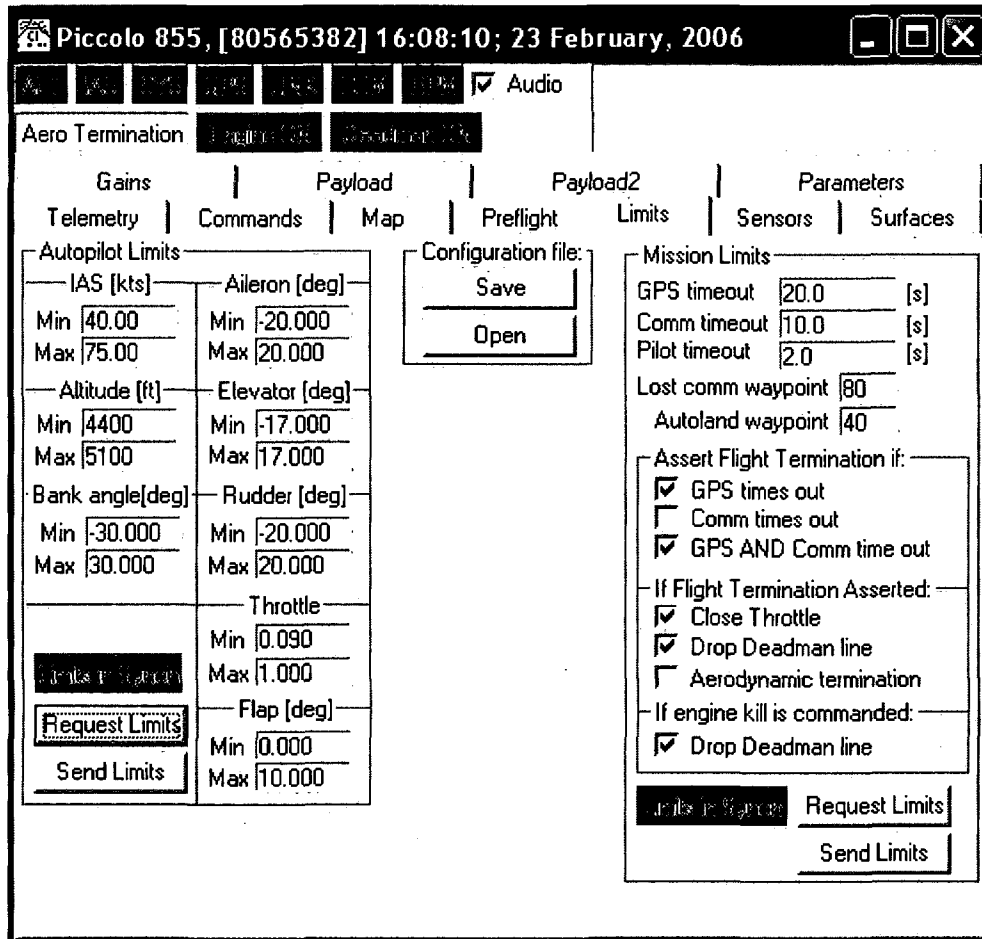 Piccolo 855, [80565382] 16:08:10; 23 February, 2006
Audio
Aero Termination
Gains Payload Payload2 Parameters
Telemetry Commands Map Preflight Limits Sensors Surfaces
Autopilot Limits
IAS [kts]
Min 40.00
Max 75.00
Altitude [ft]
Min 4400
Max 5100
Bank angle[deg]
Min -30.000
Max 30.000
Request Limits
Send Limits
Aileron [deg]
Min -20.000
Max 20.000
Elevator [deg]
Min -17.000
Max 17.000
Rudder [deg]
Min -20.000
Max 20.000
Throttle
Min 0.090
Max 1.000
Flap [deg]
Min 0.000
Max 10.000
Configuration file:
Save
Open
Mission Limits
GPS timeout 20.0 [s]
Comm timeout 10.0 [s]
Pilot timeout 2.0 [s]
Lost comm waypoint 80
Autoland waypoint 40
Assert Flight Termination if:
GPS times out
Comm times out
GPS AND Comm time out
If Flight Termination Asserted:
Close Throttle
Drop Deadman line
Aerodynamic termination
If engine kill is commanded:
Drop Deadman line
Request Limits
Send Limits